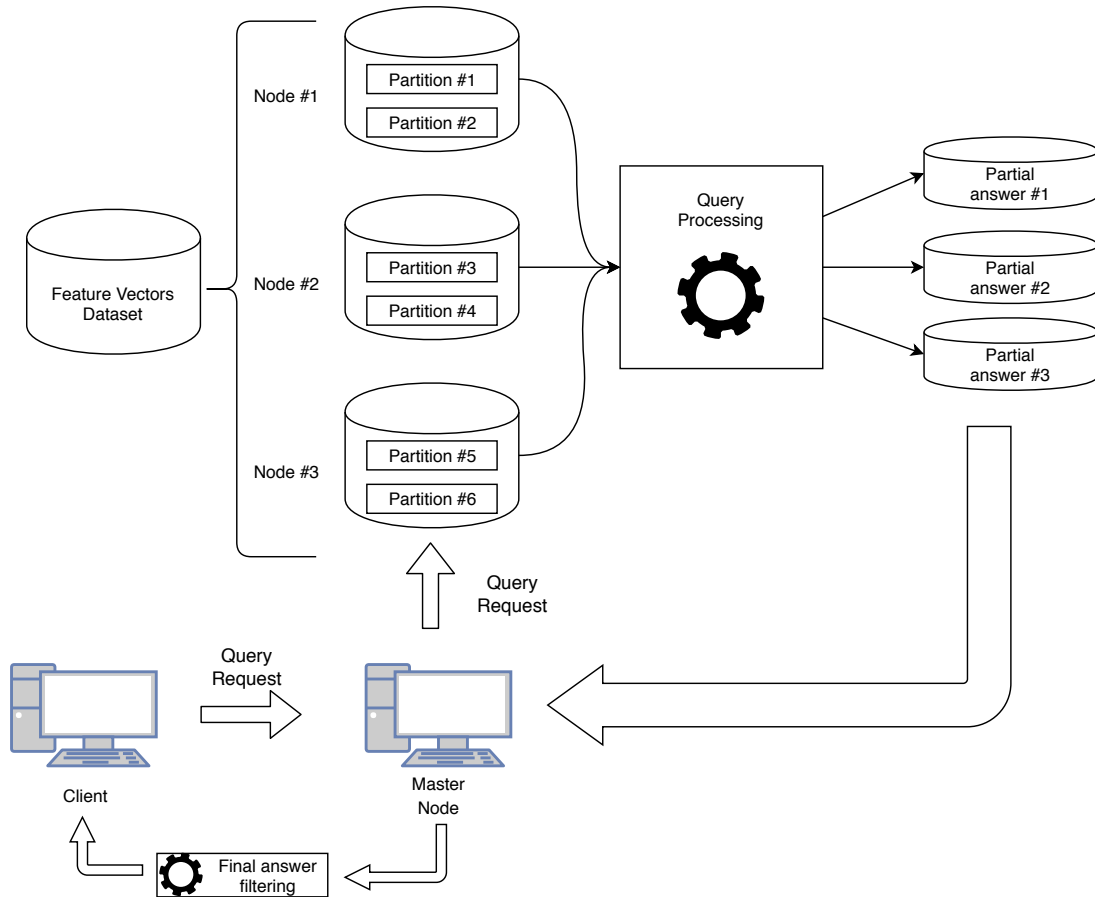 Node #1
Partition #1
Partition #2
Node #2
Partition #3
Partition #4
Node #3
Partition #5
Partition #6
Feature Vectors
Dataset
Query
Processing
Partial
answer #1
Partial
answer #2
Partial
answer #3
Query
Request
Query
Request
Client
Master
Node
Final answer
filtering